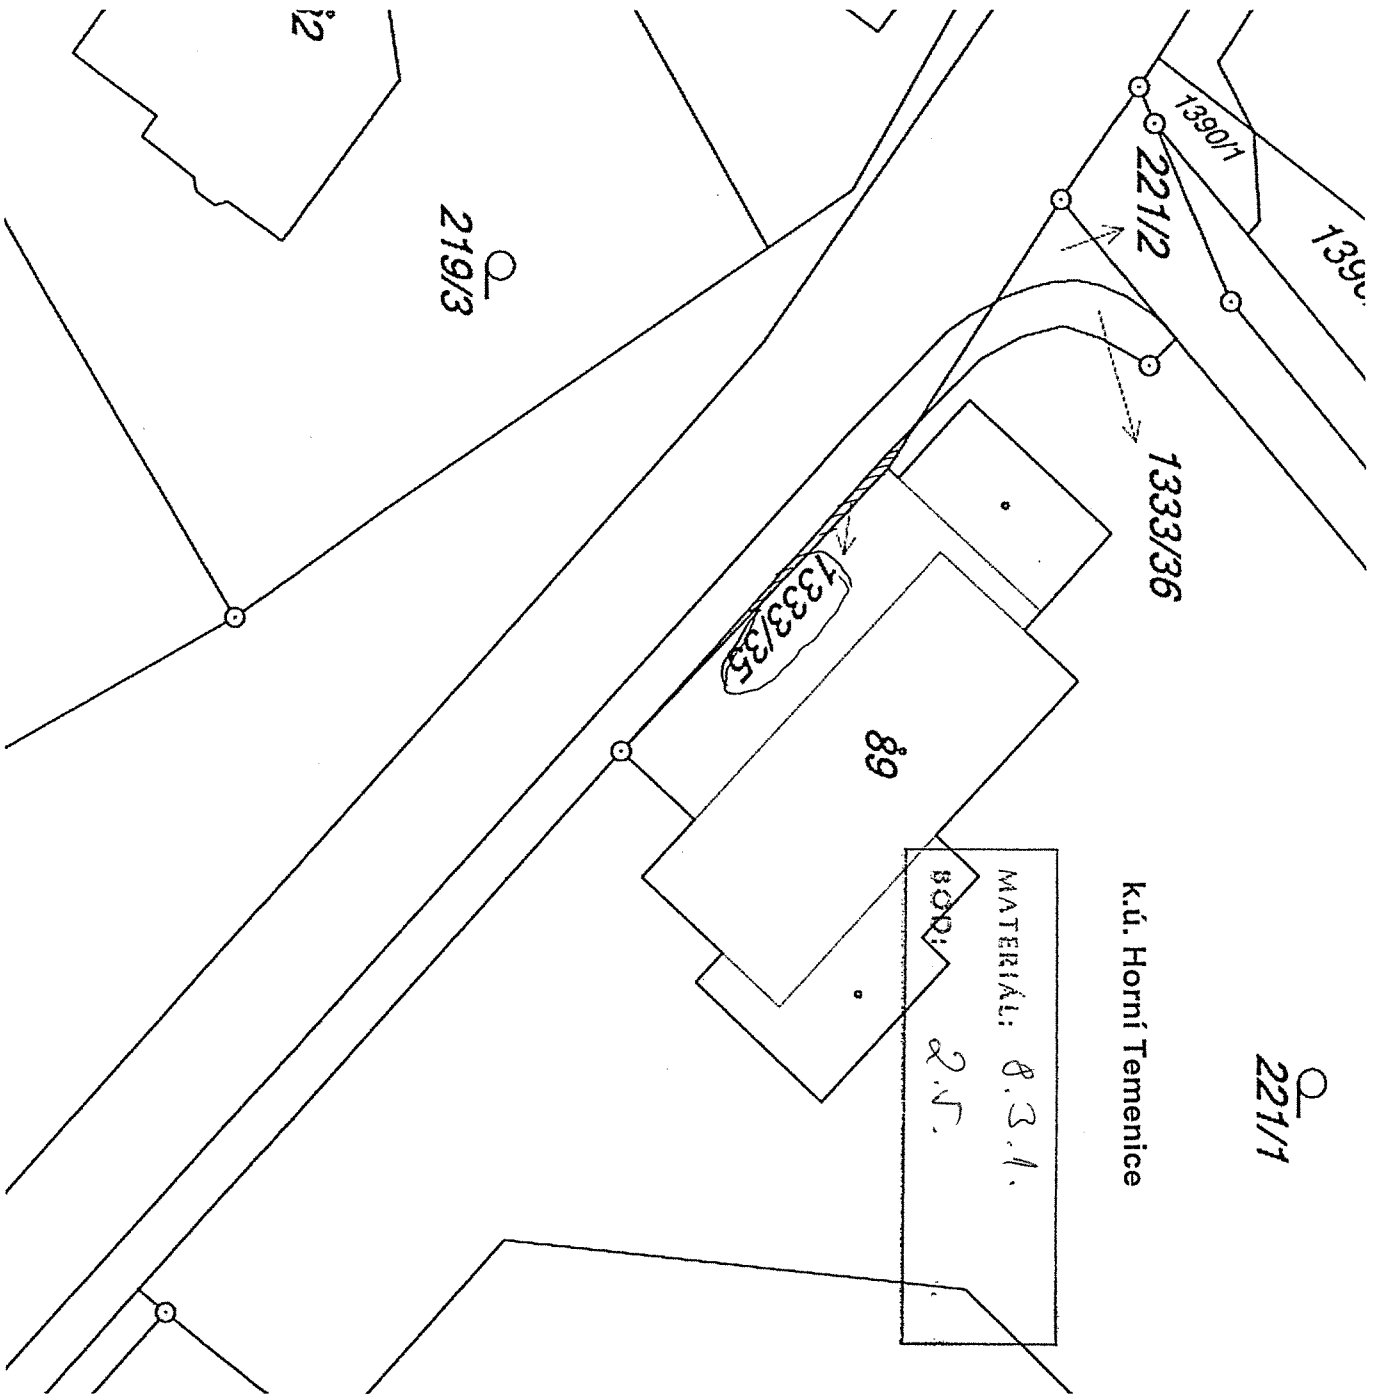 k.ú. Horní Temenice
221/1
MATERIÁL: 8.3.1.
BOD: 2.5.
89
1333/36
1333/35
221/2
1390/1
219/3